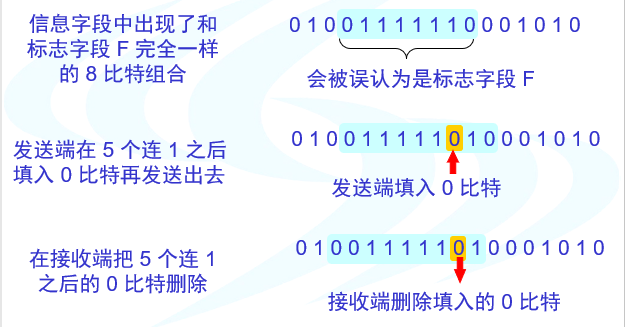 信息字段中出现了和
标志字段 F 完全一样
的 8 比特组合
0 1 0 0 1 1 1 1 1 1 0 0 0 1 0 1 0
会被误认为是标志字段 F
发送端在 5 个连 1 之后
填入 0 比特再发送出去
0 1 0 0 1 1 1 1 1 0 1 0 0 0 1 0 1 0
发送端填入 0 比特
在接收端把 5 个连 1
之后的 0 比特删除
0 1 0 0 1 1 1 1 1 0 1 0 0 0 1 0 1 0
接收端删除填入的 0 比特